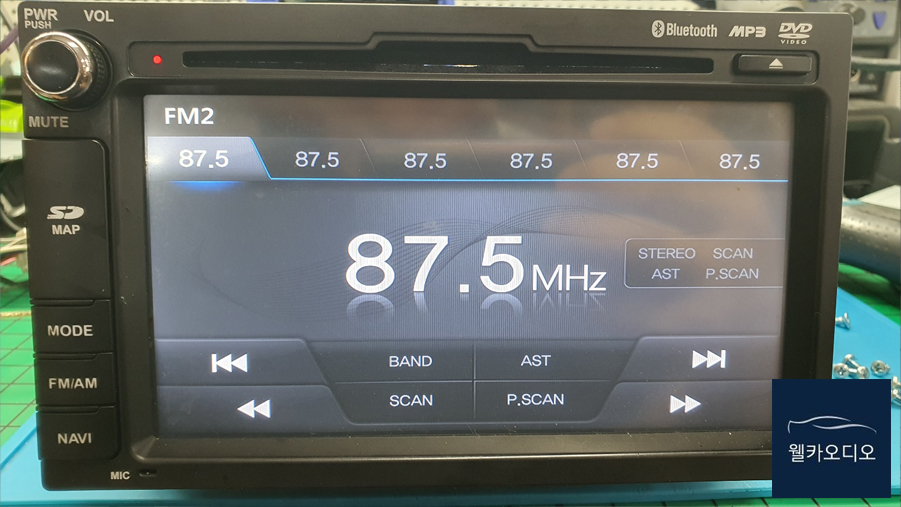 PWR
PUSH
VOL
Bluetooth MP3 DVD
VIDEO
MUTE
FM2
87.5 87.5 87.5 87.5 87.5 87.5
SD
MAP
87.5 MHz
STEREO SCAN
AST P.SCAN
MODE
BAND AST
FM/AM
SCAN P.SCAN
NAVI
MIC
웰카오디오